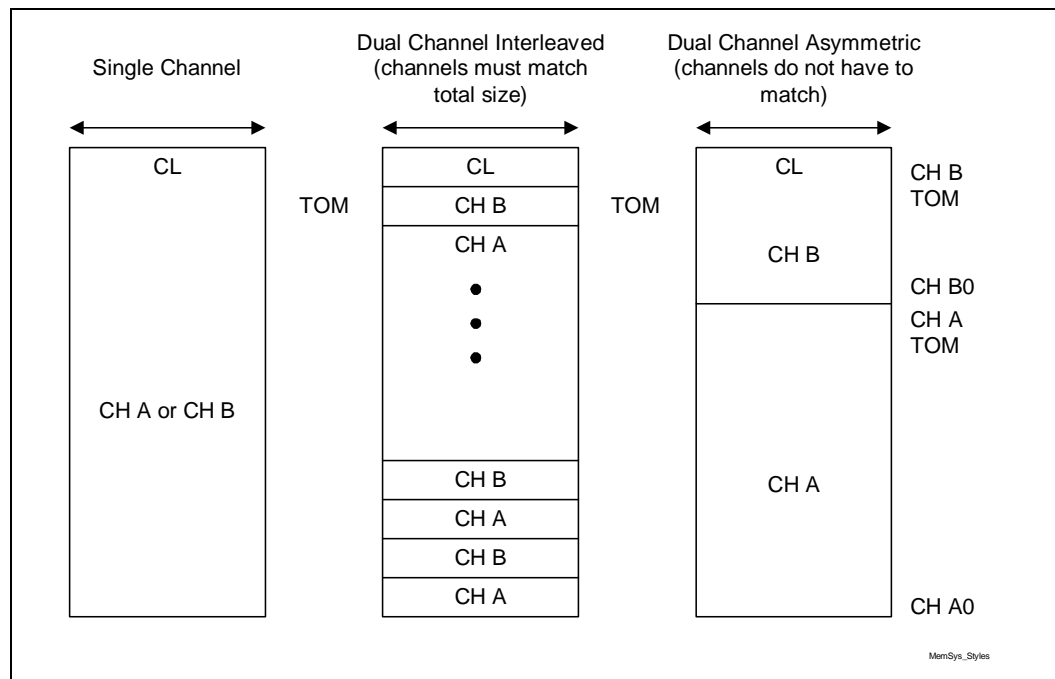 Single Channel
Dual Channel Interleaved
(channels must match
total size)
Dual Channel Asymmetric
(channels do not have to
match)
CL
CH A or CH B
TOM
CL
CH B
CH A
CH B
CH A
CH B
CH A
TOM
CL
CH B
CH A
CH B
TOM
CH B0
CH A
TOM
CH A0
MemSys_Styles